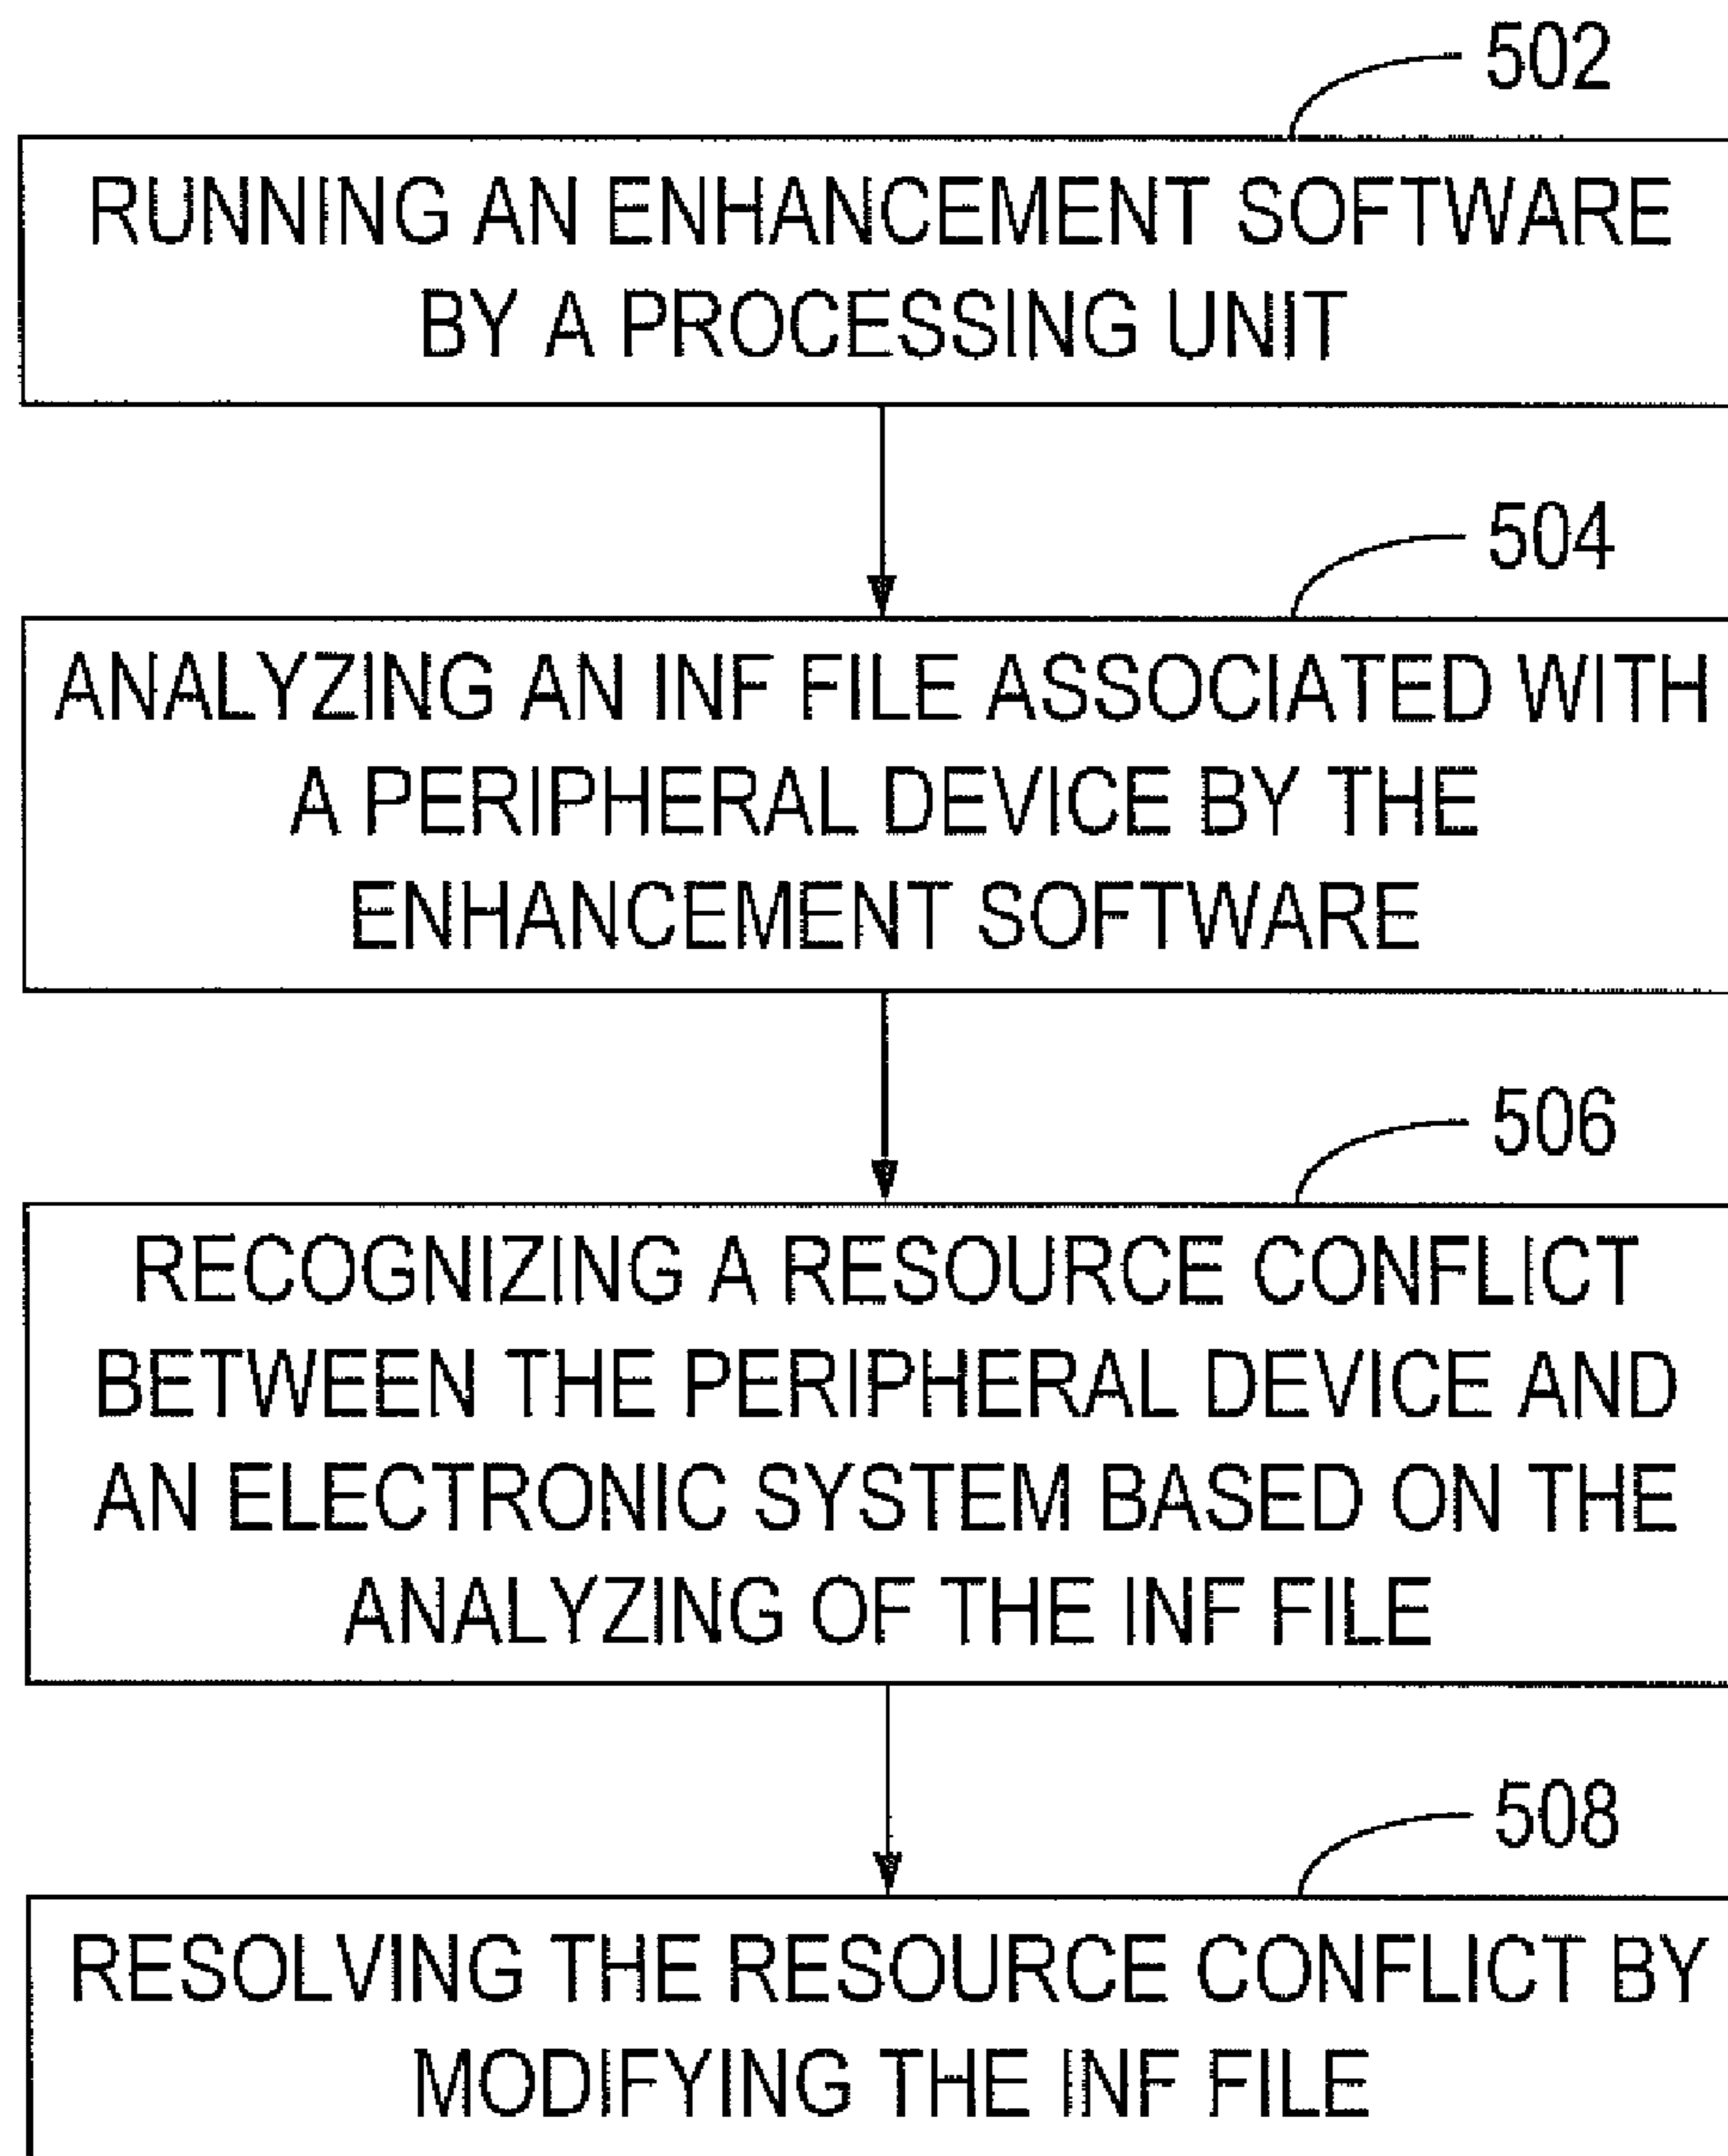 502
RUNNING AN ENHANCEMENT SOFTWARE
BY A PROCESSING UNIT
504
ANALYZING AN INF FILE ASSOCIATED WITH
A PERIPHERAL DEVICE BY THE
ENHANCEMENT SOFTWARE
506
RECOGNIZING A RESOURCE CONFLICT
BETWEEN THE PERIPHERAL DEVICE AND
AN ELECTRONIC SYSTEM BASED ON THE
ANALYZING OF THE INF FILE
508
RESOLVING THE RESOURCE CONFLICT BY
MODIFYING THE INF FILE